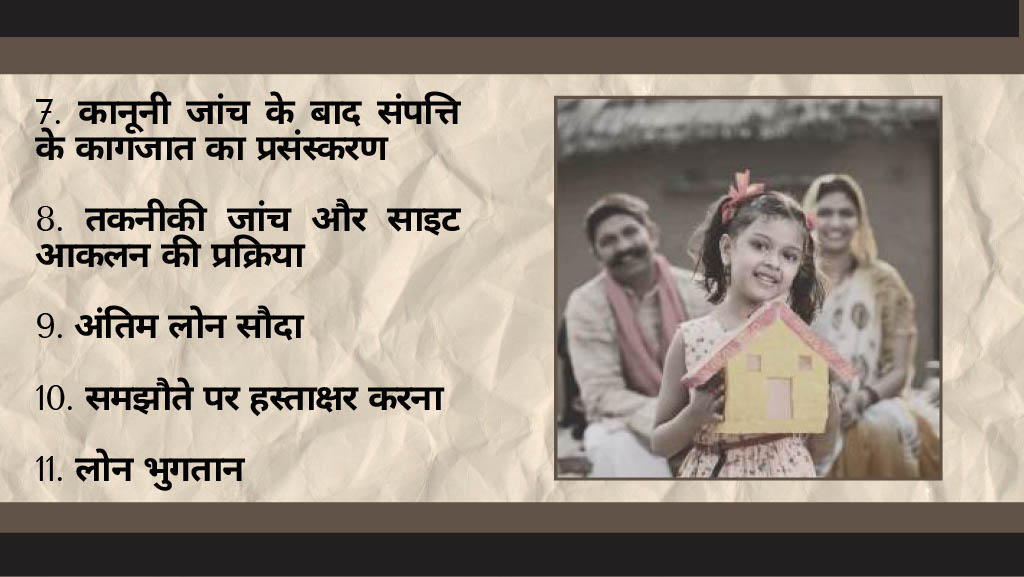 7. कानूनी जांच के बाद संपत्ति
के कागजात का प्रसंस्करण
8. तकनीकी जांच और साइट
आकलन की प्रक्रिया
9. अंतिम लोन सौदा
10. समझौते पर हस्ताक्षर करना
11. लोन भुगतान